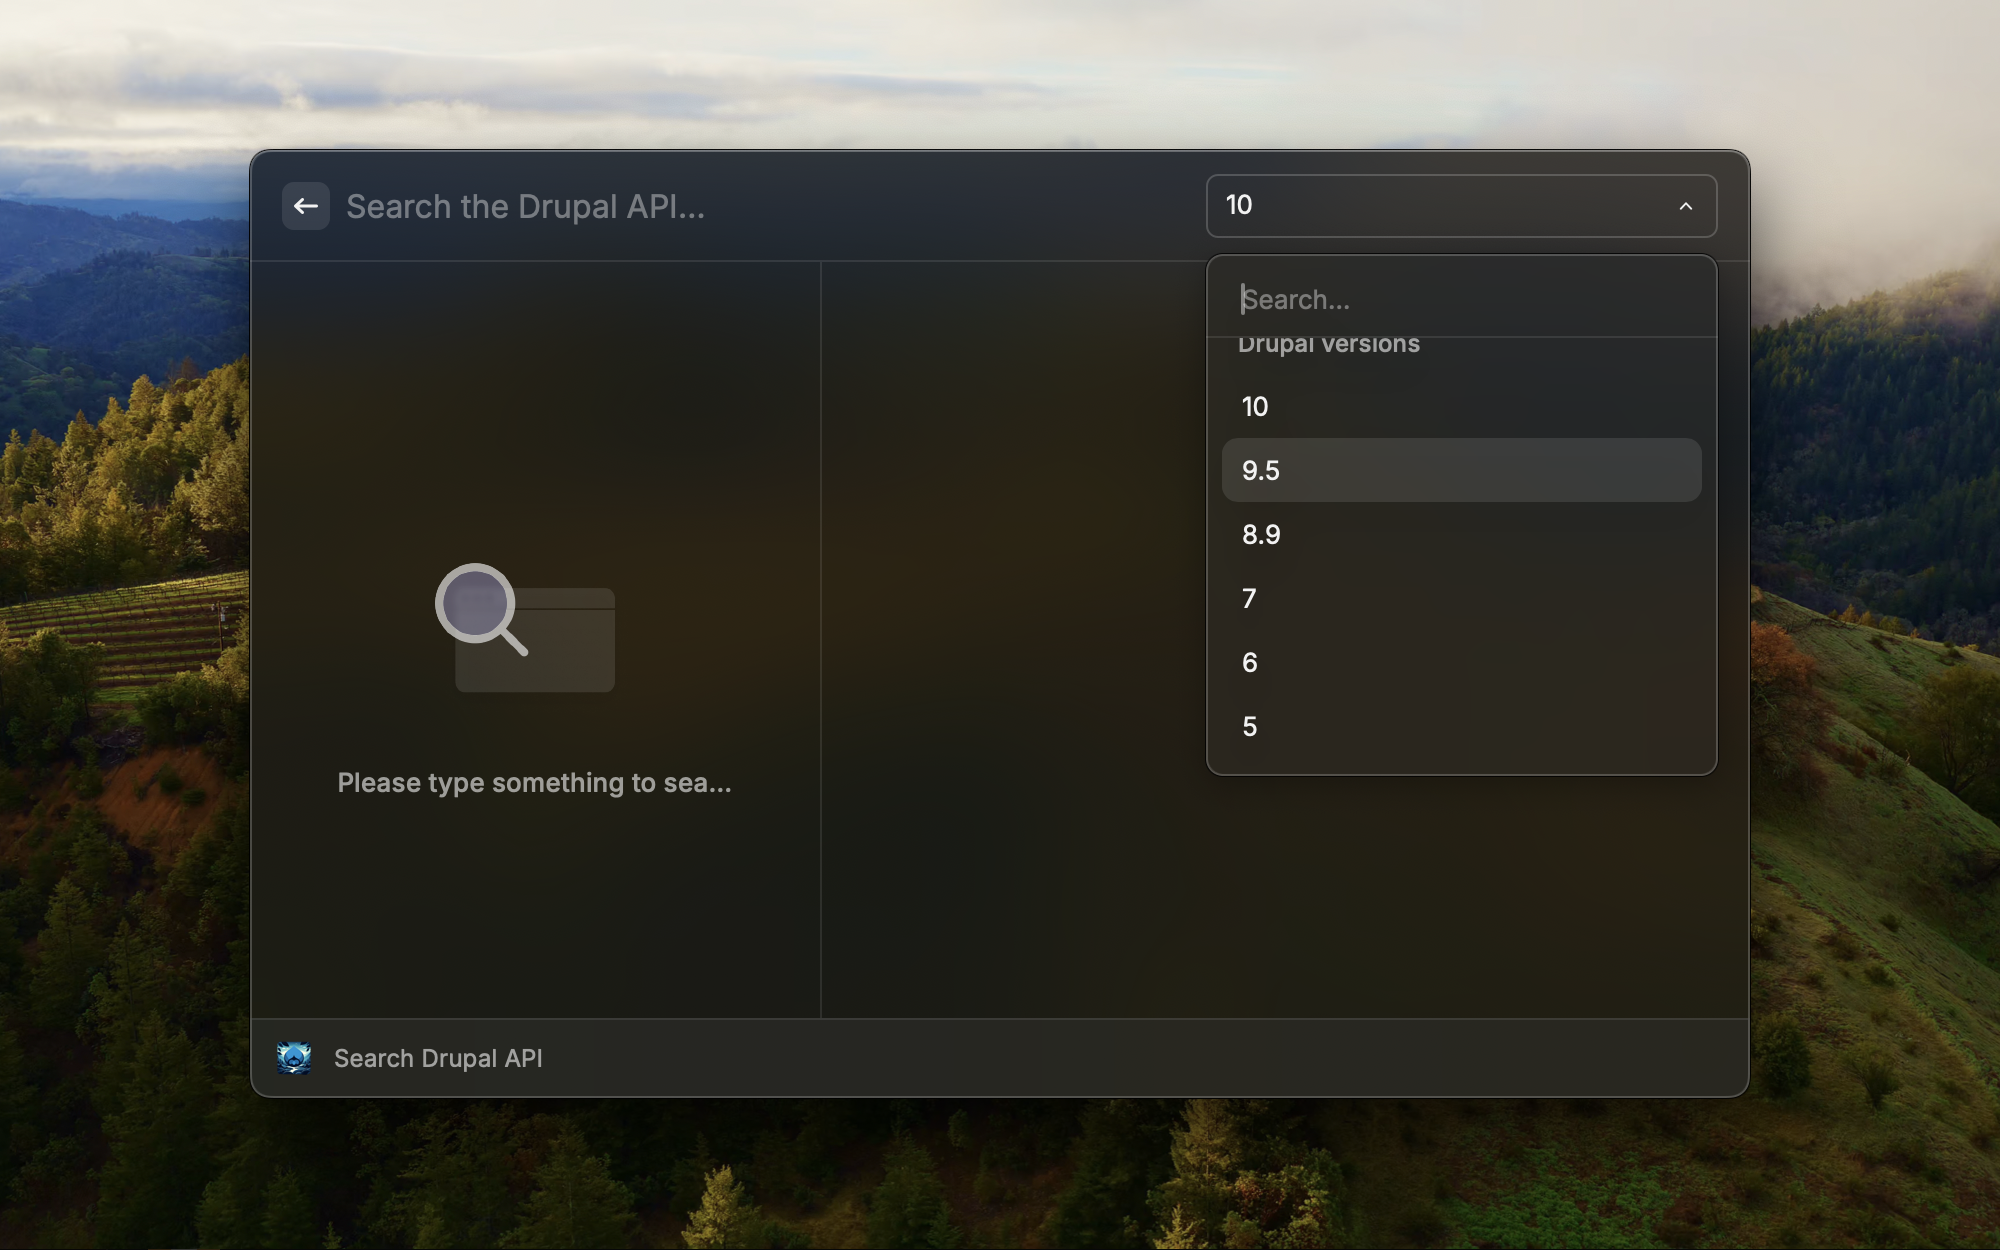 Search the Drupal API...
10
Search...
Drupal versions
10
9.5
8.9
7
6
5
Please type something to sea...
Search Drupal API